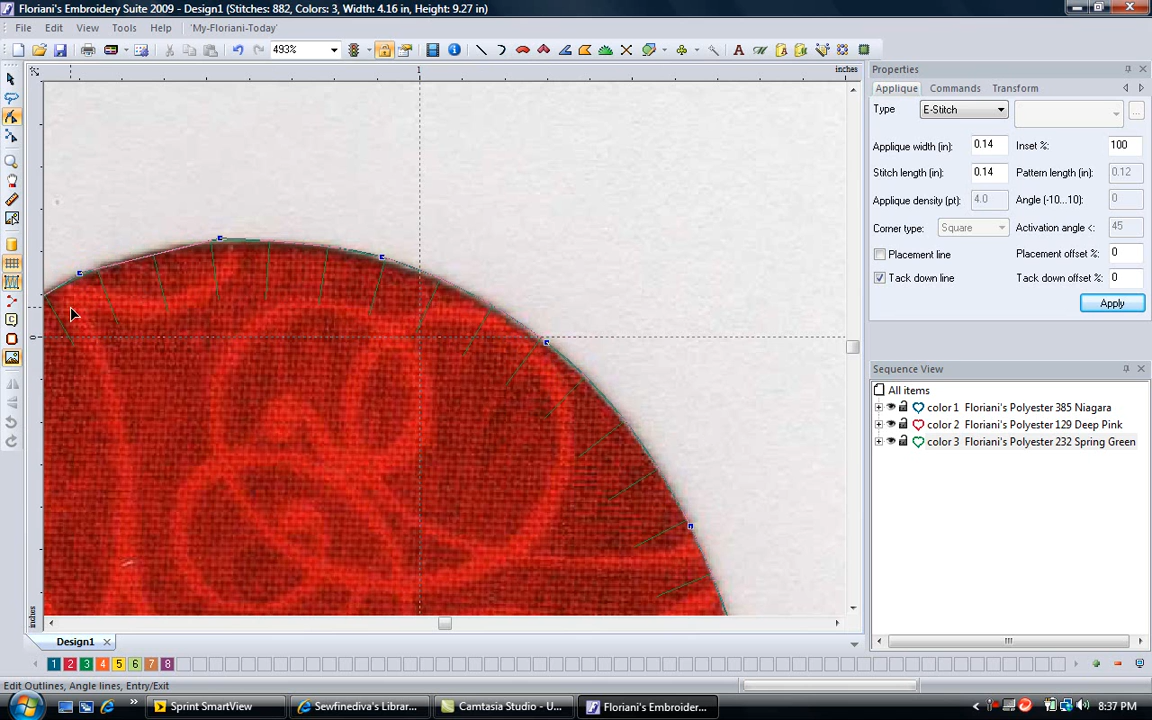 Floriani's Embroidery Suite 2009 - Design1 (Stitches: 882, Colors: 3, Width: 4.16 in, Height: 9.27 in)
File Edit View Tools Help 'My-Floriani-Today'
493%
1 inches
Properties
Applique Commands Transform
Type E-Stitch
Applique width (in): 0.14 Inset %: 100
Stitch length (in): 0.14 Pattern length (in): 0.12
Applique density (pt): 4.0 Angle (-10...10): 0
Corner type: Square Activation angle <: 45
Placement line Placement offset %: 0
Tack down line Tack down offset %: 0
Apply
0
Sequence View
All items
color 1 Floriani's Polyester 385 Niagara
color 2 Floriani's Polyester 129 Deep Pink
color 3 Floriani's Polyester 232 Spring Green
inches
Design1
1 2 3 4 5 6 7 8
Edit Outlines, Angle lines, Entry/Exit
Sprint SmartView Sewfinediva's Librar... Camtasia Studio - U... Floriani's Embroider... 8:37 PM